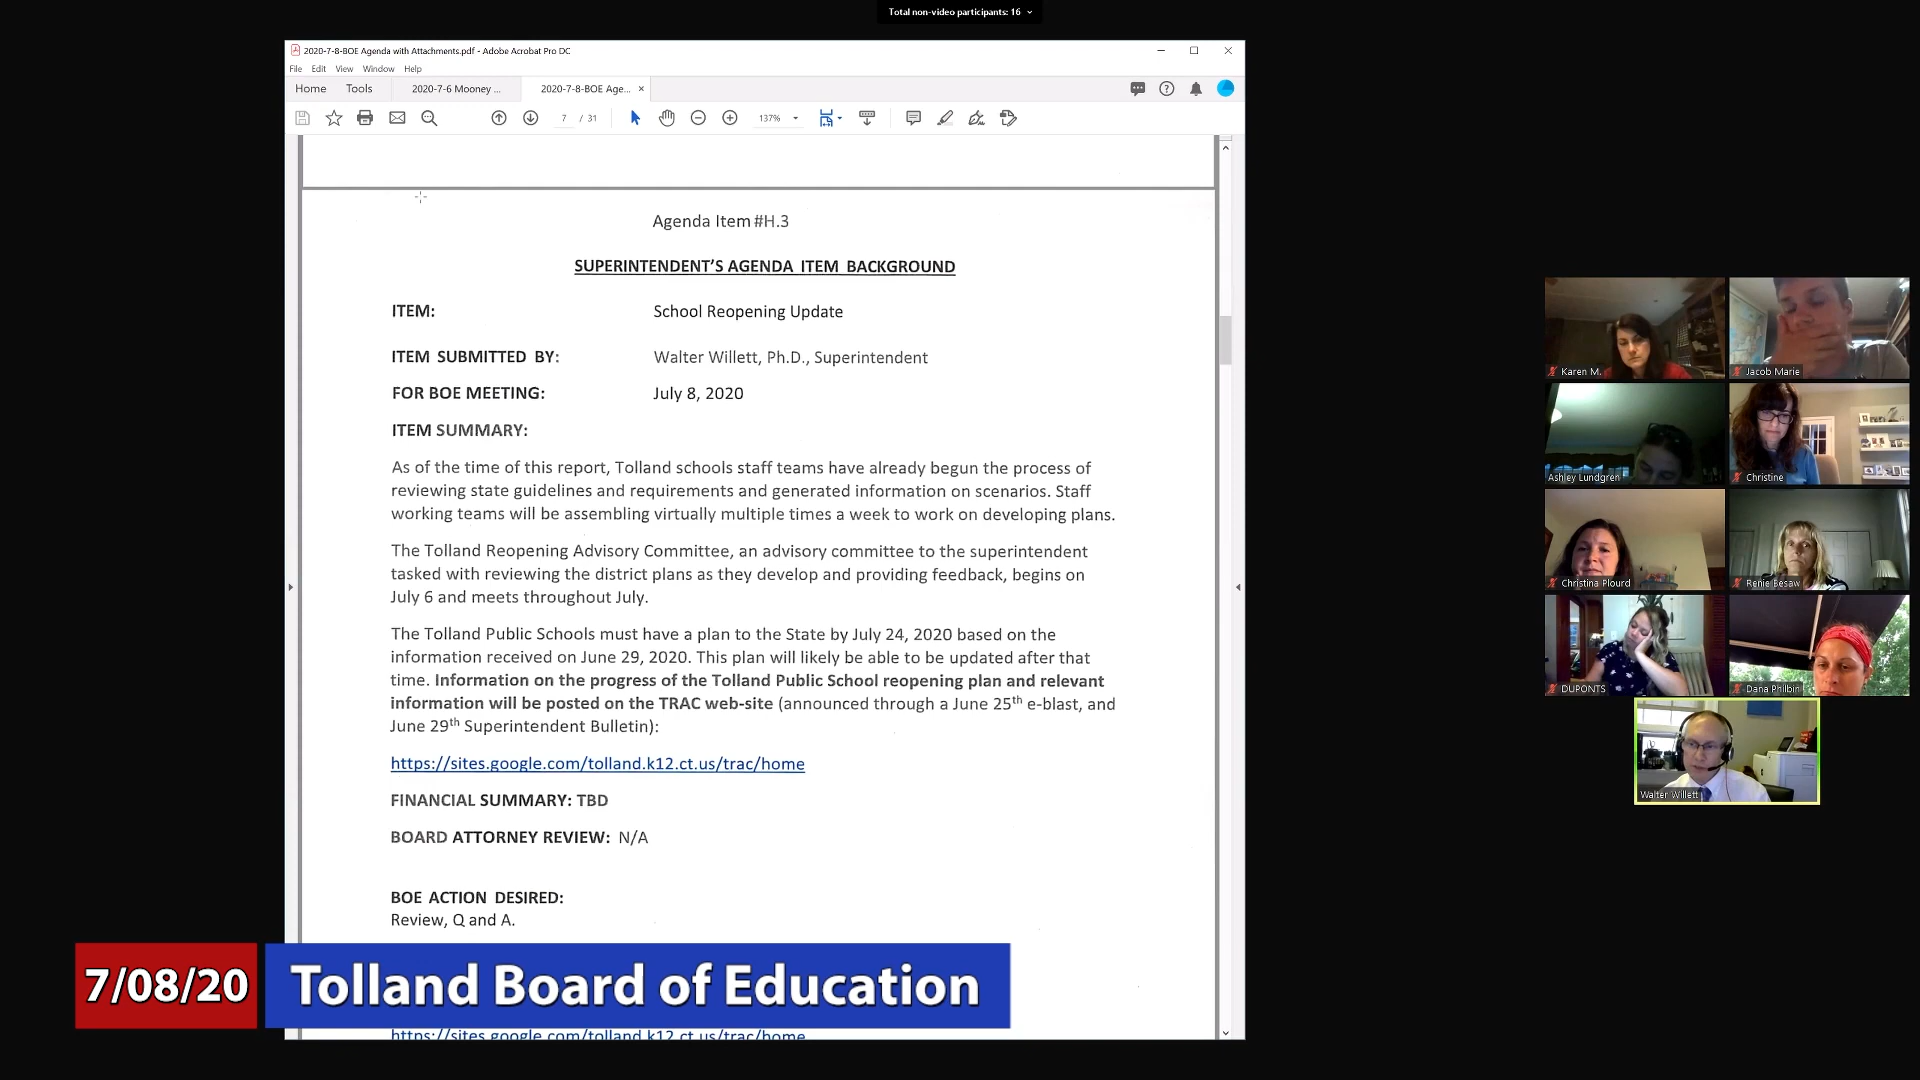 Total non-video participants: 16
2020-7-8-BOE Agenda with Attachments.pdf - Adobe Acrobat Pro DC
File Edit View Window Help
Home Tools 2020-7-6 Mooney ... 2020-7-8-BOE Age... ×
7 / 31 137%
Agenda Item #H.3
SUPERINTENDENT'S AGENDA ITEM BACKGROUND
ITEM: School Reopening Update
ITEM SUBMITTED BY: Walter Willett, Ph.D., Superintendent
FOR BOE MEETING: July 8, 2020
ITEM SUMMARY:
As of the time of this report, Tolland schools staff teams have already begun the process of
reviewing state guidelines and requirements and generated information on scenarios. Staff
working teams will be assembling virtually multiple times a week to work on developing plans.
The Tolland Reopening Advisory Committee, an advisory committee to the superintendent
tasked with reviewing the district plans as they develop and providing feedback, begins on
July 6 and meets throughout July.
The Tolland Public Schools must have a plan to the State by July 24, 2020 based on the
information received on June 29, 2020. This plan will likely be able to be updated after that
time. Information on the progress of the Tolland Public School reopening plan and relevant
information will be posted on the TRAC web-site (announced through a June 25th e-blast, and
June 29th Superintendent Bulletin):
https://sites.google.com/tolland.k12.ct.us/trac/home
FINANCIAL SUMMARY: TBD
BOARD ATTORNEY REVIEW: N/A
BOE ACTION DESIRED:
Review, Q and A.
https://sites.google.com/tolland.k12.ct.us/trac/home
7/08/20 Tolland Board of Education
Karen M. Jacob Marie
Ashley Lundgren Christine
Christina Plourd Renie Besaw
DUPONTS Dana Philbin
Walter Willett